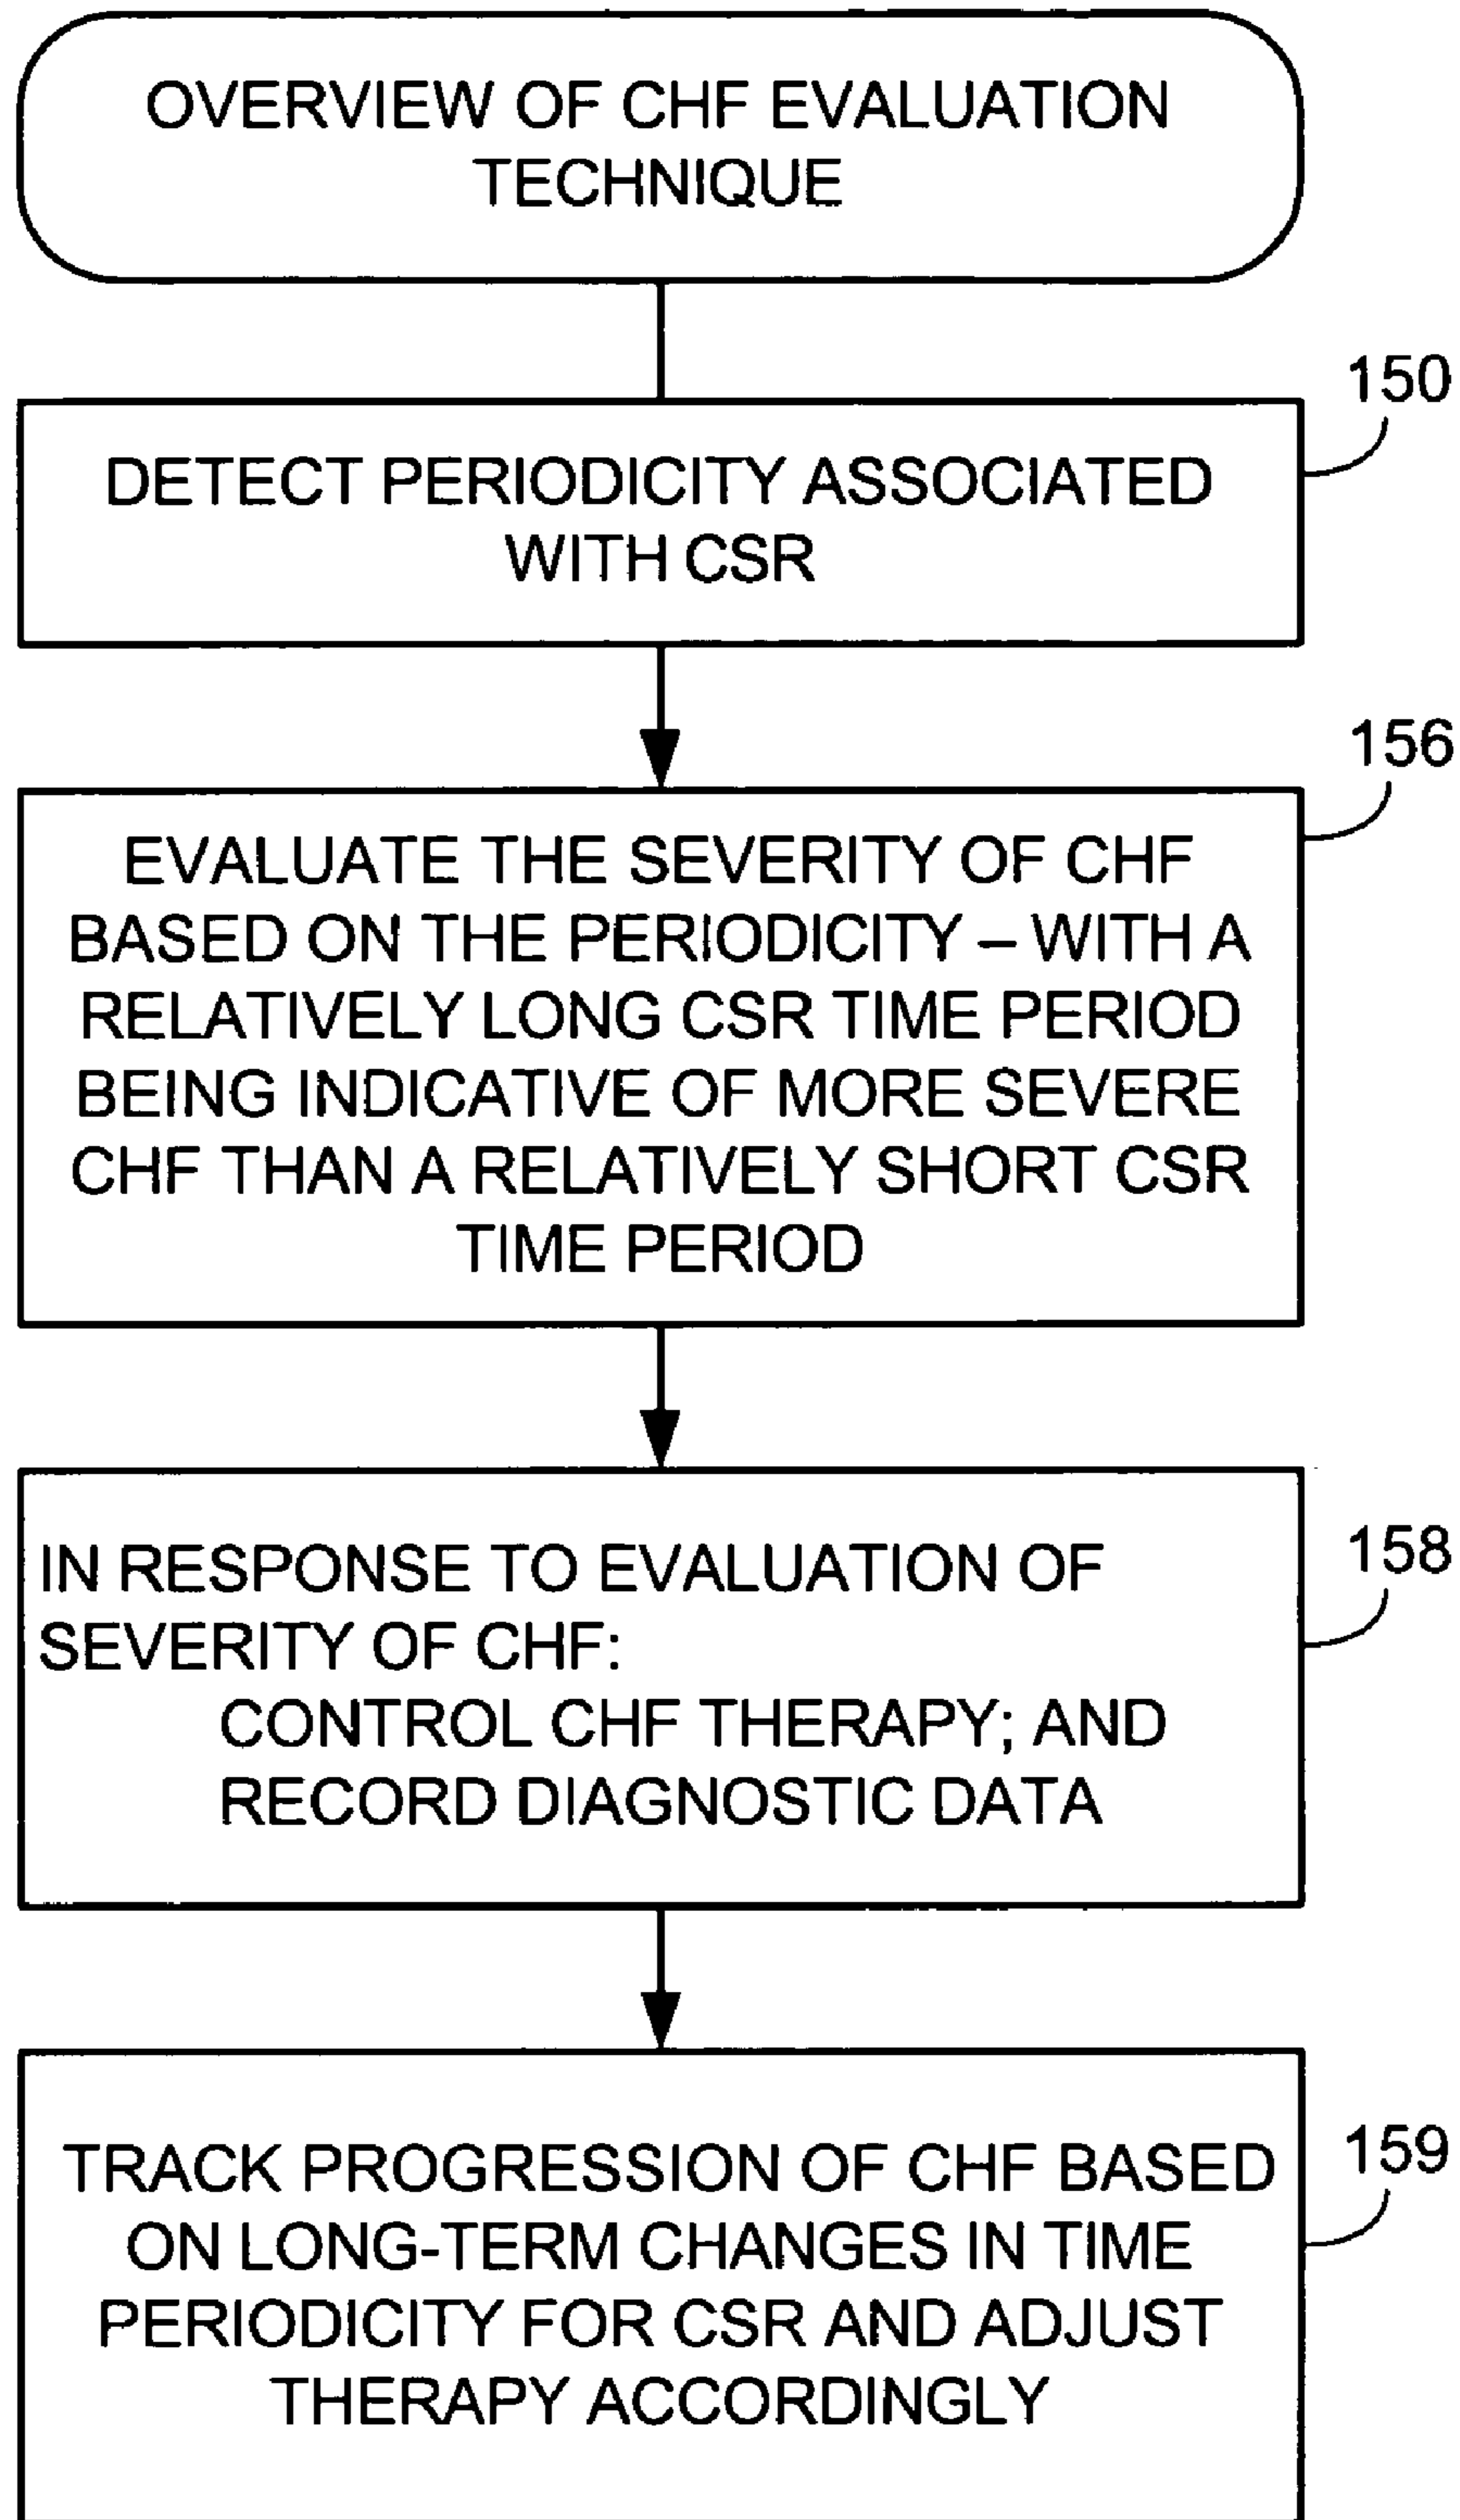 OVERVIEW OF CHF EVALUATION
TECHNIQUE
150
DETECT PERIODICITY ASSOCIATED
WITH CSR
156
EVALUATE THE SEVERITY OF CHF
BASED ON THE PERIODICITY – WITH A
RELATIVELY LONG CSR TIME PERIOD
BEING INDICATIVE OF MORE SEVERE
CHF THAN A RELATIVELY SHORT CSR
TIME PERIOD
158
IN RESPONSE TO EVALUATION OF
SEVERITY OF CHF:
CONTROL CHF THERAPY; AND
RECORD DIAGNOSTIC DATA
159
TRACK PROGRESSION OF CHF BASED
ON LONG-TERM CHANGES IN TIME
PERIODICITY FOR CSR AND ADJUST
THERAPY ACCORDINGLY